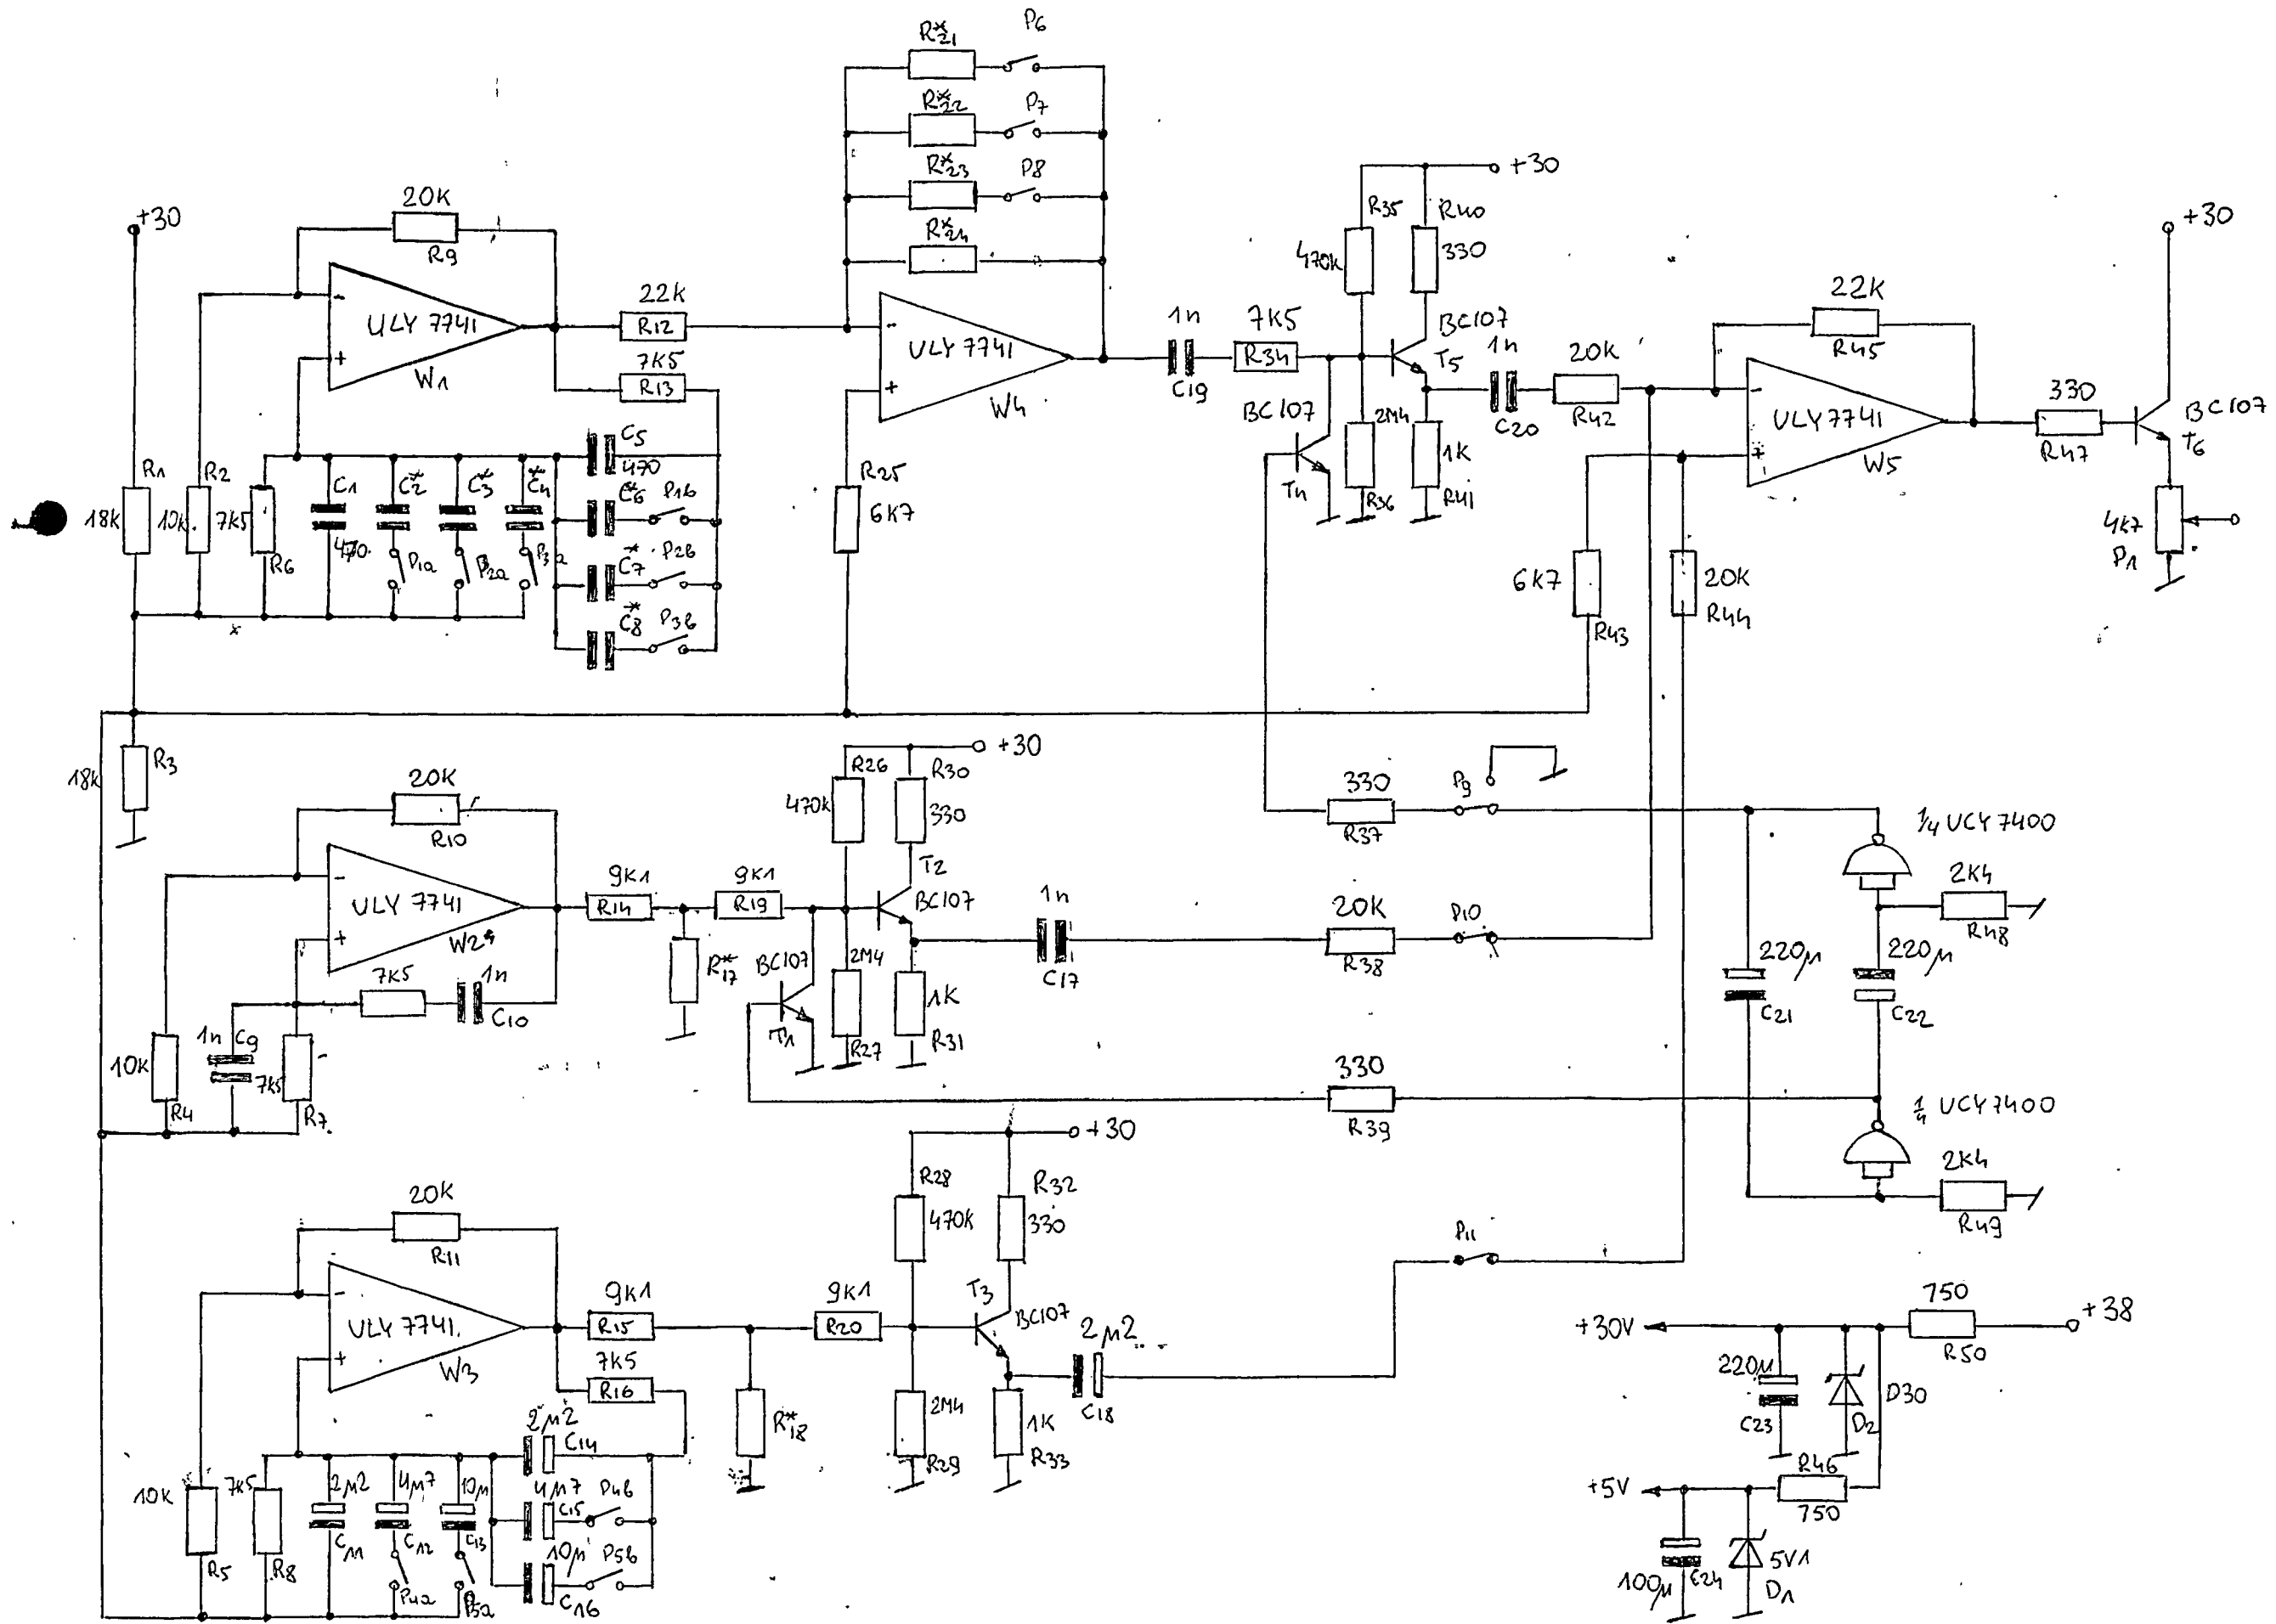 R*21 P6
R*22 P7
R*23 P8
R*24
+30
20K
R9
-
ULY 7741
+
W1
22K
R12
7K5
R13
-
ULY 7741
+
W4
R25
6K7
R1
18K
R2
10K
7K5
R6
C1
470
C*2
P1a
C*3
P2a
C*4
P3a
C5
470
C*6 P1b
C*7 P2b
C*8 P3b
1n
C19
7K5
R34
+30
R35
470K
R40
330
BC107
T5
BC107
T4
2M4
R36
1K
R41
1n
C20
20K
R42
22K
R45
-
ULY 7741
+
W5
6K7
R43
20K
R44
330
R47
+30
BC107
T6
4K7
P1
18K
R3
20K
R10
-
ULY 7741
+
W2
7K5
1n
C10
10K
R4
1n C9
7K5
R7
9K1
R14
R*17
9K1
R19
+30
R26
470K
R30
330
T2
BC107
BC107
T1
2M4
R27
1K
R31
1n
C17
330
R37
P9
20K
R38
P10
330
R39
1/4 UCY 7400
2K4
R48
220μ
C21
220μ
C22
1/4 UCY 7400
2K4
R49
20K
R11
-
ULY 7741
+
W3
10K
R5
7K5
R8
2μ2
C11
4μ7
C12
P4a
10μ
C13
P5a
9K1
R15
7K5
R16
2μ2
C14
4μ7
C15 P4b
10μ P5b
C16
R*18
9K1
R20
+30
R28
470K
R32
330
T3
BC107
2M4
R29
1K
R33
2μ2
C18
P11
+30V
750
R50
+38
220μ
C23
D2
D30
+5V
R46
750
100μ
C24
5V1
D1